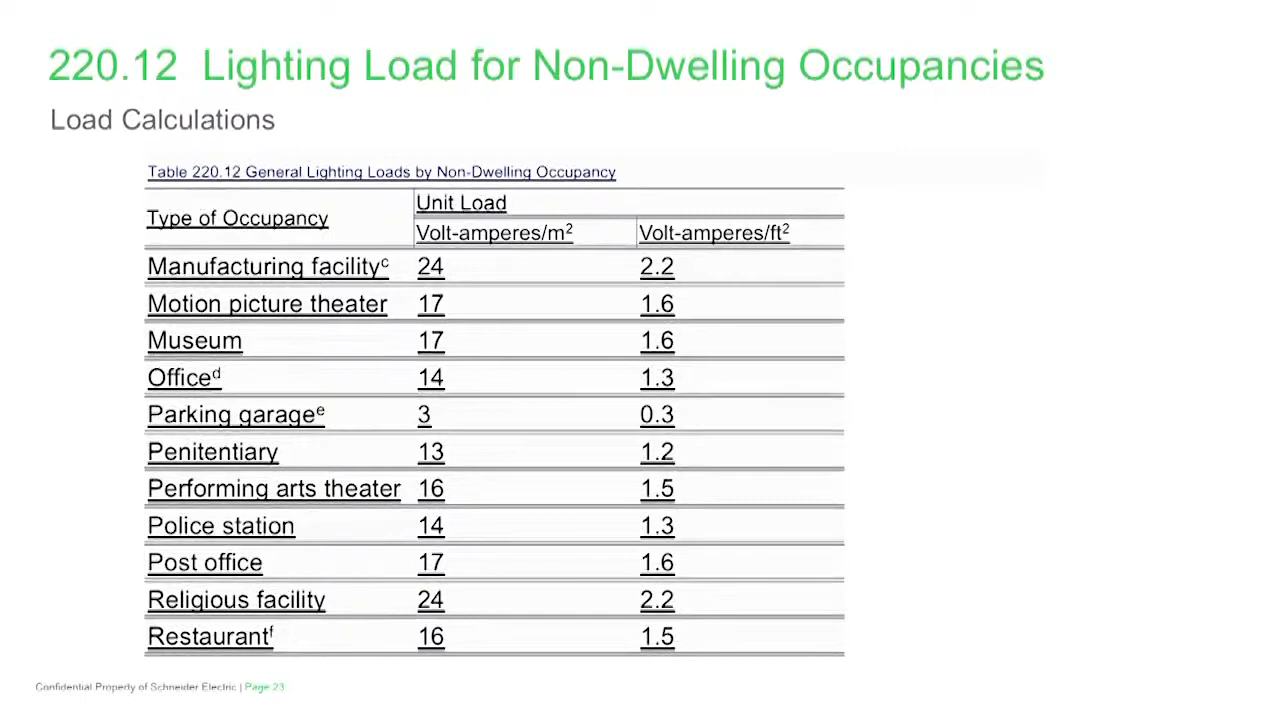 220.12 Lighting Load for Non-Dwelling Occupancies
Load Calculations
Table 220.12 General Lighting Loads by Non-Dwelling Occupancy
Type of Occupancy
Unit Load
Volt-amperes/m² Volt-amperes/ft²
Manufacturing facilityᶜ 24 2.2
Motion picture theater 17 1.6
Museum 17 1.6
Officeᵈ 14 1.3
Parking garageᵉ 3 0.3
Penitentiary 13 1.2
Performing arts theater 16 1.5
Police station 14 1.3
Post office 17 1.6
Religious facility 24 2.2
Restaurantᶠ 16 1.5
Confidential Property of Schneider Electric | Page 23